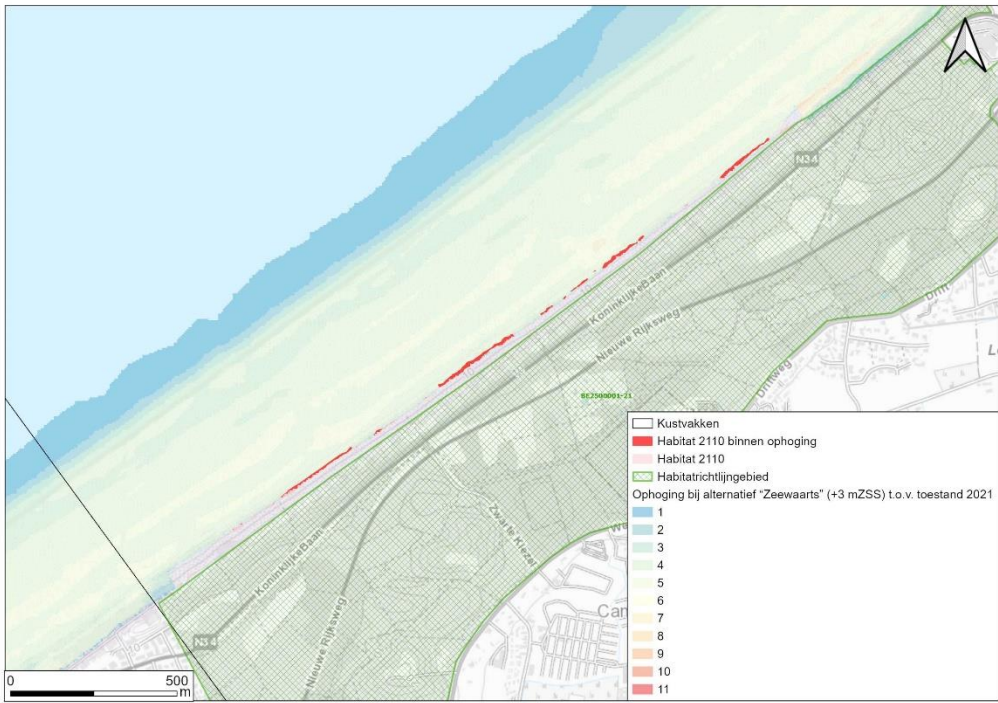 N34
KoninklijkeBaan
Nieuwe Rijksweg
Drift
Driftweg
BE2500001-21
Zwarte Kiezel
KoninklijkeBaan
Nieuwe Rijksweg
N34
Kustvakken
Habitat 2110 binnen ophoging
Habitat 2110
Habitatrichtlijngebied
Ophoging bij alternatief "Zeewaarts" (+3 mZSS) t.o.v. toestand 2021
1
2
3
4
5
6
7
8
9
10
11
0 500
m